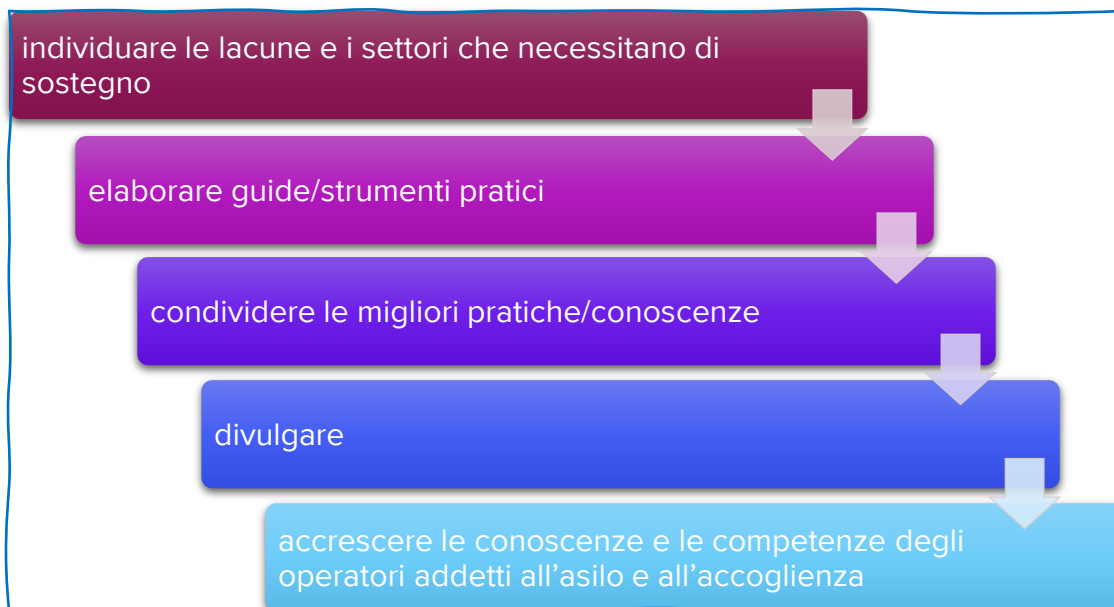 individuare le lacune e i settori che necessitano di
sostegno
elaborare guide/strumenti pratici
condividere le migliori pratiche/conoscenze
divulgare
accrescere le conoscenze e le competenze degli
operatori addetti all'asilo e all'accoglienza